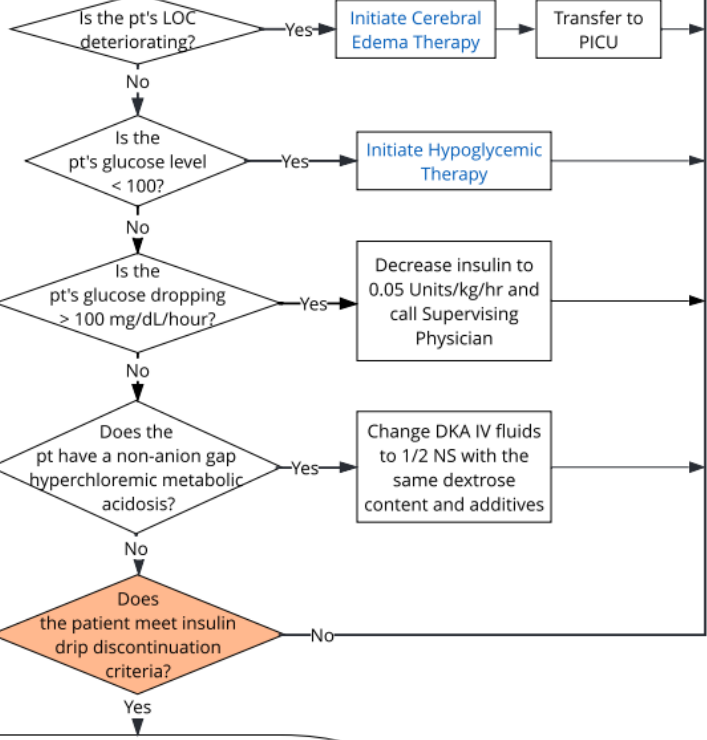 Is the pt's LOC
deteriorating?
Yes
Initiate Cerebral
Edema Therapy
Transfer to
PICU
No
Is the
pt's glucose level
< 100?
Yes
Initiate Hypoglycemic
Therapy
No
Is the
pt's glucose dropping
> 100 mg/dL/hour?
Yes
Decrease insulin to
0.05 Units/kg/hr and
call Supervising
Physician
No
Does the
pt have a non-anion gap
hyperchloremic metabolic
acidosis?
Yes
Change DKA IV fluids
to 1/2 NS with the
same dextrose
content and additives
No
Does
the patient meet insulin
drip discontinuation
criteria?
No
Yes